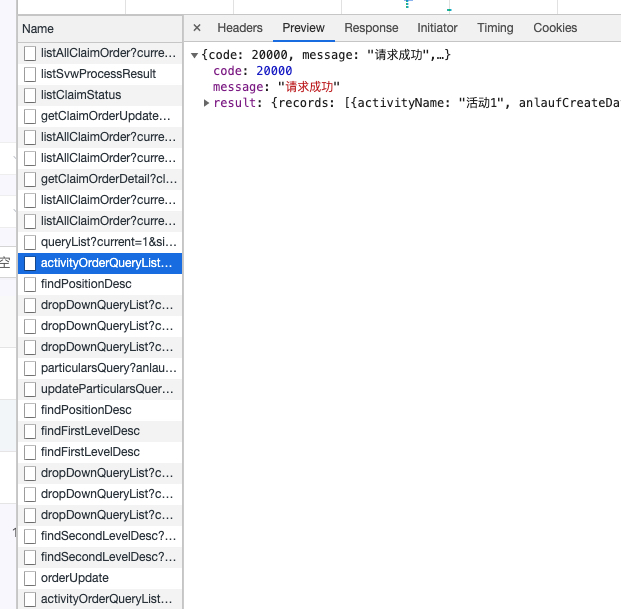 Name
× Headers Preview Response Initiator Timing Cookies
listAllClaimOrder?curre…
listSvwProcessResult
listClaimStatus
getClaimOrderUpdate…
listAllClaimOrder?curre…
listAllClaimOrder?curre…
getClaimOrderDetail?cl…
listAllClaimOrder?curre…
listAllClaimOrder?curre…
queryList?current=1&si…
空
activityOrderQueryList…
findPositionDesc
dropDownQueryList?c…
dropDownQueryList?c…
dropDownQueryList?c…
particularsQuery?anlau…
updateParticularsQuer…
findPositionDesc
findFirstLevelDesc
findFirstLevelDesc
dropDownQueryList?c…
dropDownQueryList?c…
dropDownQueryList?c…
findSecondLevelDesc?…
findSecondLevelDesc?…
orderUpdate
activityOrderQueryList…
{code: 20000, message: "请求成功",…}
code: 20000
message: "请求成功"
result: {records: [{activityName: "活动1", anlaufCreateDa